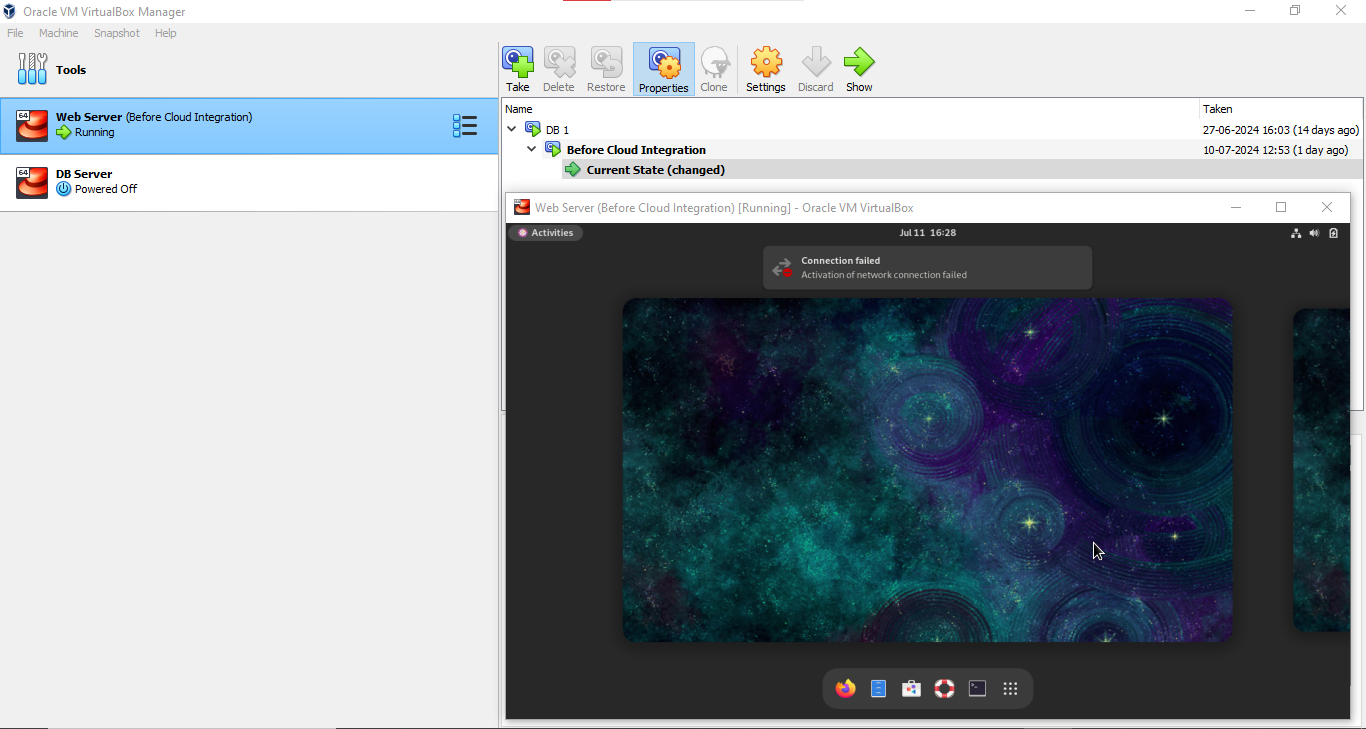 Oracle VM VirtualBox Manager
File Machine Snapshot Help
Tools
Take Delete Restore Properties Clone Settings Discard Show
64
Web Server (Before Cloud Integration)
Running
64
DB Server
Powered Off
Name Taken
DB 1 27-06-2024 16:03 (14 days ago)
Before Cloud Integration 10-07-2024 12:53 (1 day ago)
Current State (changed)
Web Server (Before Cloud Integration) [Running] - Oracle VM VirtualBox
Activities Jul 11 16:28
Connection failed
Activation of network connection failed